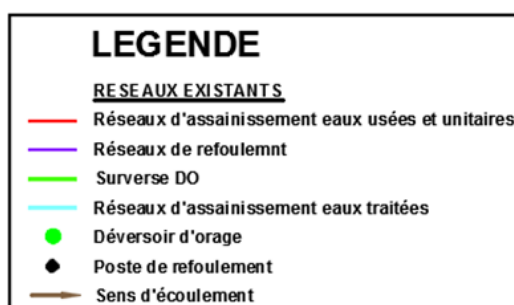 LEGENDE
RESEAUX EXISTANTS
Réseaux d'assainissement eaux usées et unitaires
Réseaux de refoulemnt
Surverse DO
Réseaux d'assainissement eaux traitées
Déversoir d'orage
Poste de refoulement
Sens d'écoulement